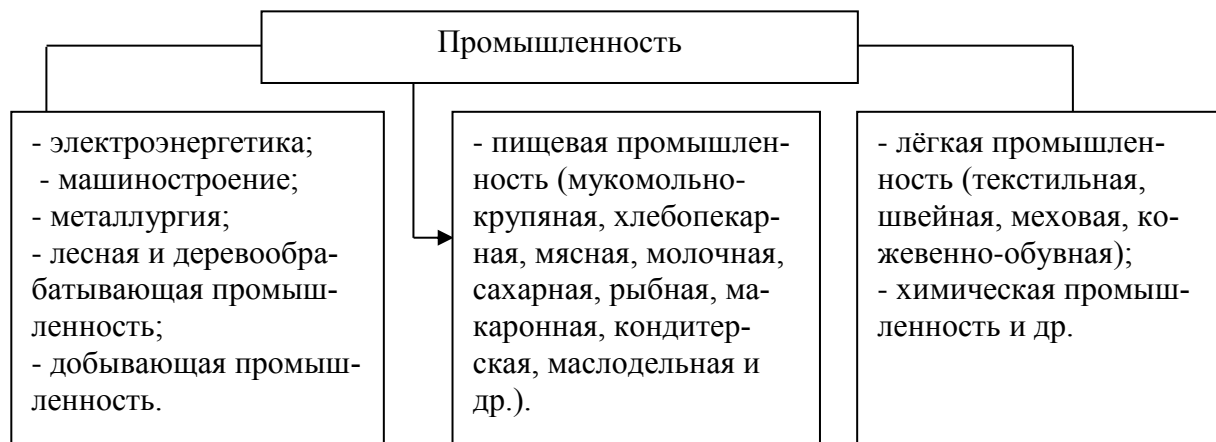 Промышленность
- электроэнергетика;
- машиностроение;
- металлургия;
- лесная и деревообра-
батывающая промыш-
ленность;
- добывающая промыш-
ленность.
- пищевая промышлен-
ность (мукомольно-
крупяная, хлебопекар-
ная, мясная, молочная,
сахарная, рыбная, ма-
каронная, кондитер-
ская, маслодельная и
др.).
- лёгкая промышлен-
ность (текстильная,
швейная, меховая, ко-
жевенно-обувная);
- химическая промыш-
ленность и др.